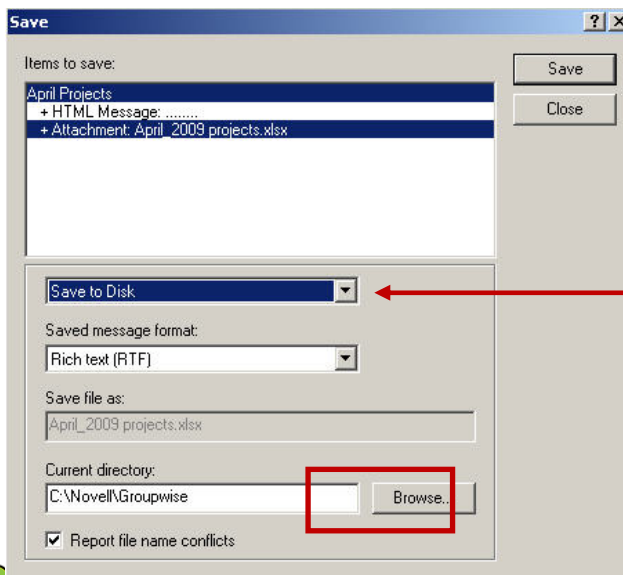 Save
Items to save:
Save
April Projects
+ HTML Message: ........
+ Attachment: April_2009 projects.xlsx
Close
Save to Disk
Saved message format:
Rich text (RTF)
Save file as:
April_2009 projects.xlsx
Current directory:
C:\Novell\Groupwise
Browse...
Report file name conflicts